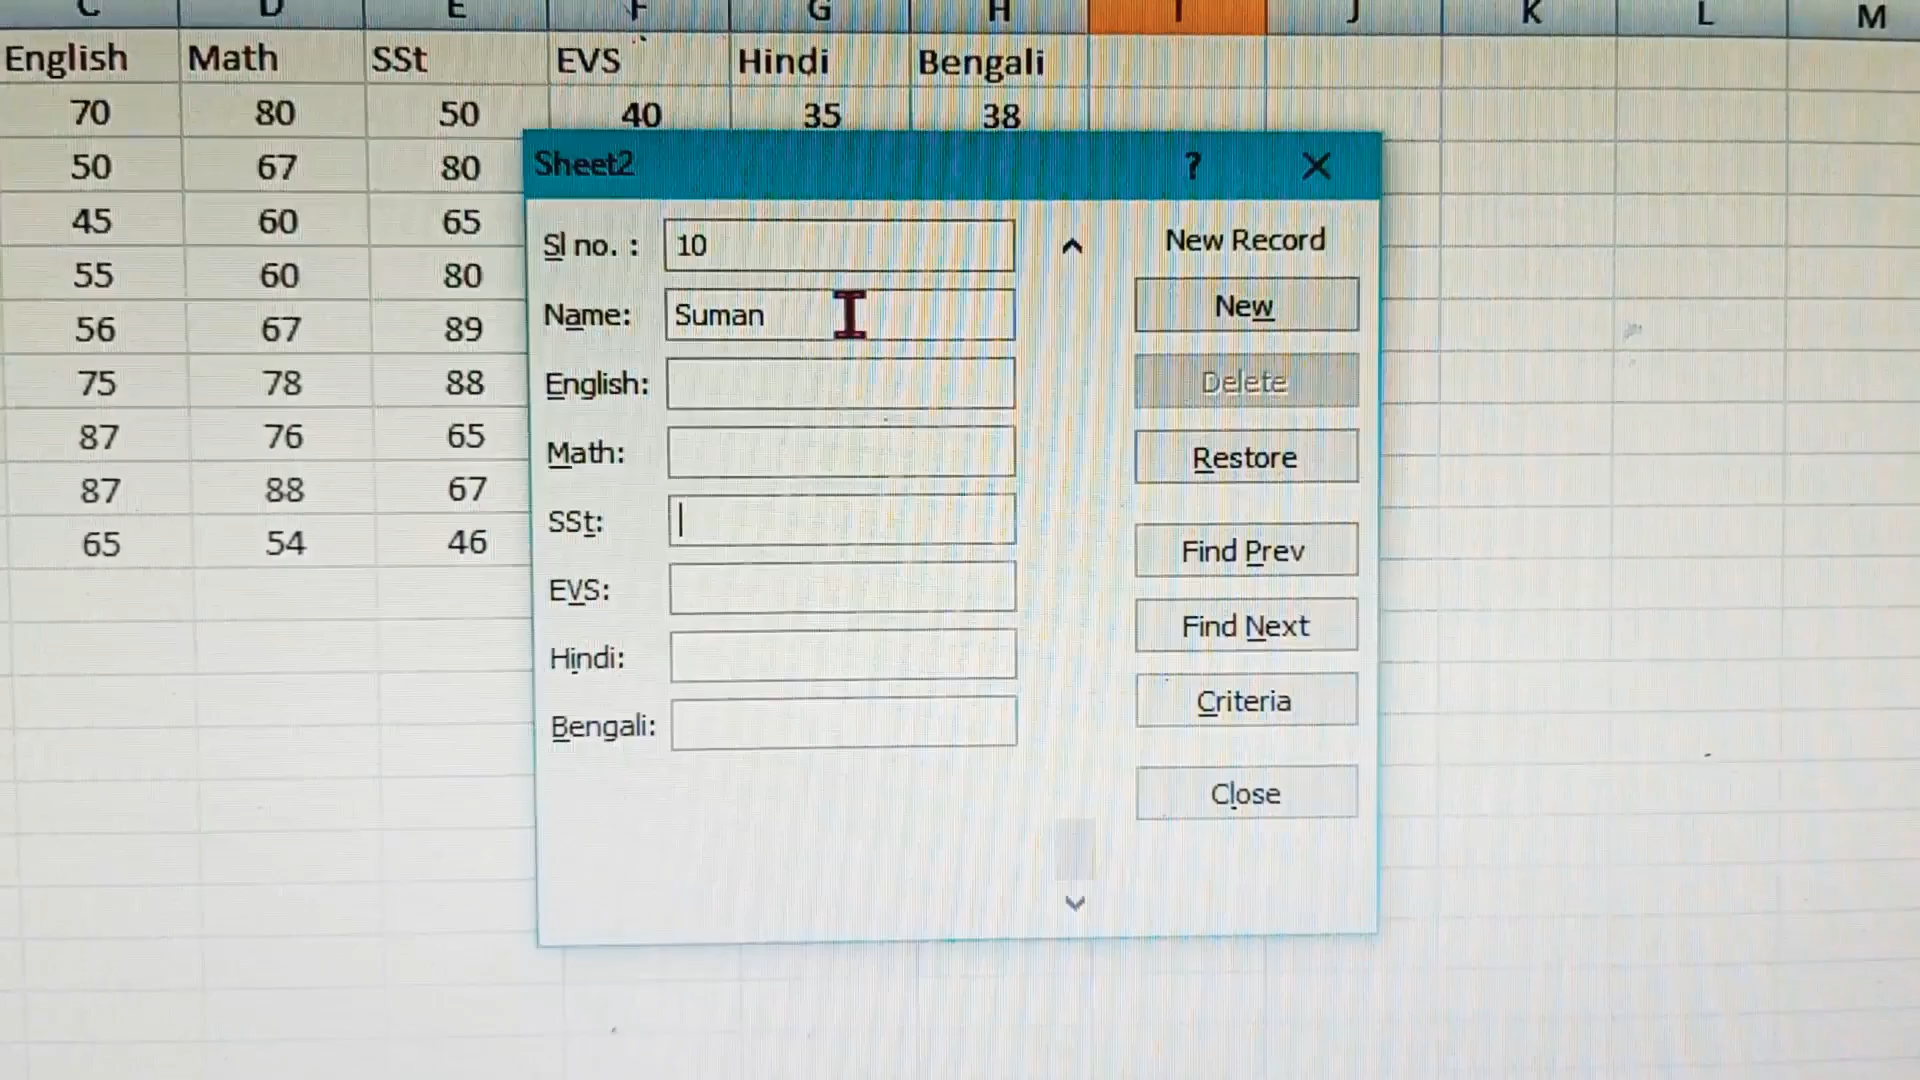 C D E F G H I J K L M
English Math SSt EVS Hindi Bengali
70 80 50 40 35 38
50 67 80
45 60 65
55 60 80
56 67 89
75 78 88
87 76 65
87 88 67
65 54 46
Sheet2 ?
Sl no. : 10
Name: Suman
English:
Math:
SSt:
EVS:
Hindi:
Bengali:
New Record
New
Delete
Restore
Find Prev
Find Next
Criteria
Close